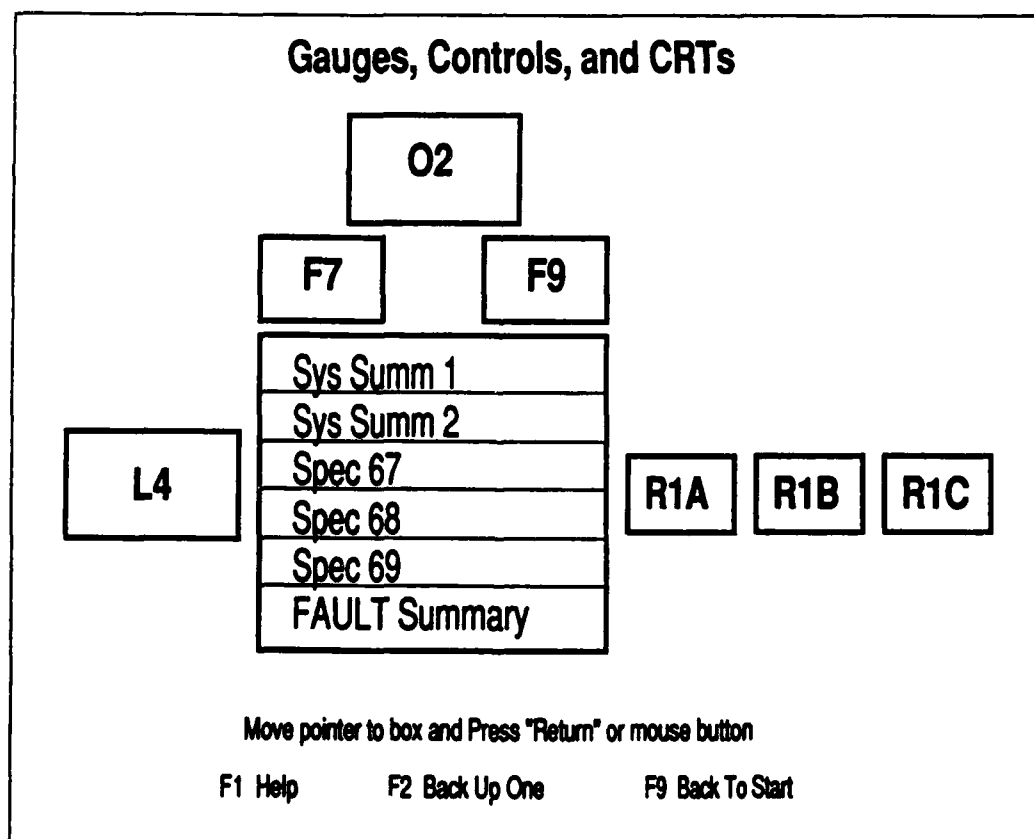 Gauges, Controls, and CRTs
O2
F7 F9
Sys Summ 1
Sys Summ 2
Spec 67
Spec 68
Spec 69
FAULT Summary
L4
R1A R1B R1C
Move pointer to box and Press "Return" or mouse button
F1 Help F2 Back Up One F9 Back To Start